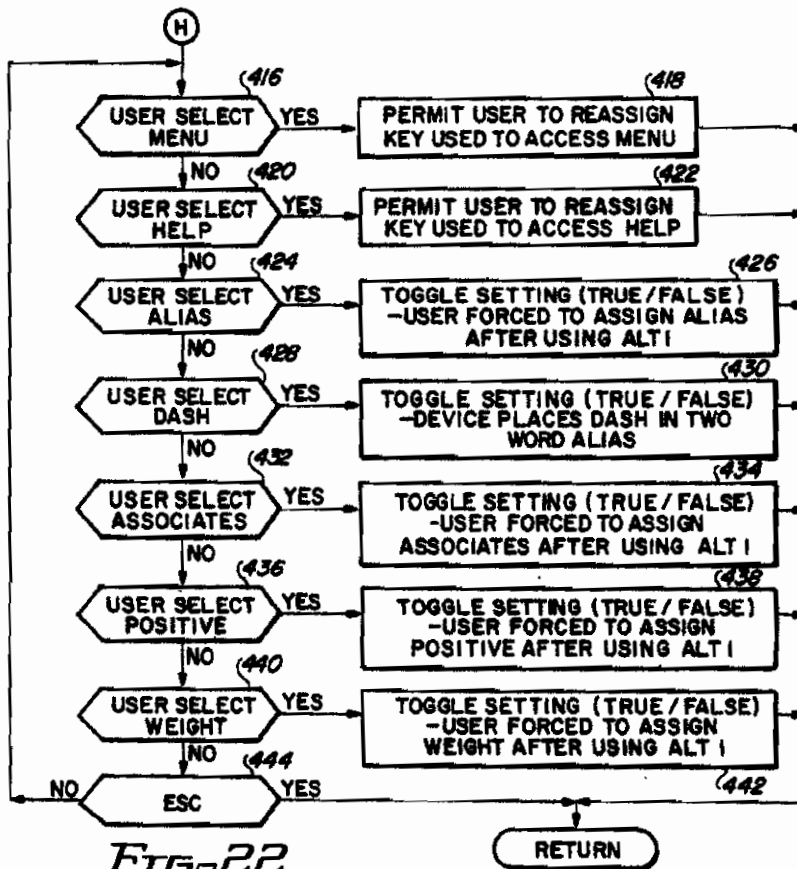 H
416
USER SELECT
MENU
YES
418
PERMIT USER TO REASSIGN
KEY USED TO ACCESS MENU
NO
420
USER SELECT
HELP
YES
422
PERMIT USER TO REASSIGN
KEY USED TO ACCESS HELP
NO
424
USER SELECT
ALIAS
YES
426
TOGGLE SETTING (TRUE/FALSE)
-USER FORCED TO ASSIGN ALIAS
AFTER USING ALT I
NO
428
USER SELECT
DASH
YES
430
TOGGLE SETTING (TRUE/FALSE)
-DEVICE PLACES DASH IN TWO
WORD ALIAS
NO
432
USER SELECT
ASSOCIATES
YES
434
TOGGLE SETTING (TRUE/FALSE)
-USER FORCED TO ASSIGN
ASSOCIATES AFTER USING ALT I
NO
436
USER SELECT
POSITIVE
YES
438
TOGGLE SETTING (TRUE/FALSE)
-USER FORCED TO ASSIGN
POSITIVE AFTER USING ALT I
NO
440
USER SELECT
WEIGHT
YES
TOGGLE SETTING (TRUE/FALSE)
-USER FORCED TO ASSIGN
WEIGHT AFTER USING ALT I
442
NO
444
NO
ESC
YES
RETURN
FIG-22